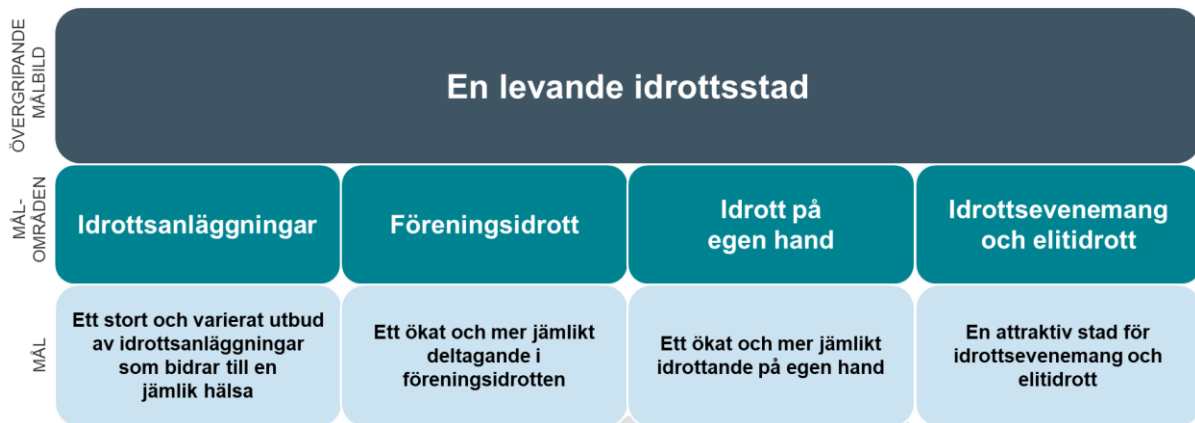 ÖVERGRIPANDE
MÅLBILD
En levande idrottsstad
MÅL-
OMRÅDEN
Idrottsanläggningar
Föreningsidrott
Idrott på
egen hand
Idrottsevenemang
och elitidrott
MÅL
Ett stort och varierat utbud
av idrottsanläggningar
som bidrar till en
jämlik hälsa
Ett ökat och mer jämlikt
deltagande i
föreningsidrotten
Ett ökat och mer jämlikt
idrottande på egen hand
En attraktiv stad för
idrottsevenemang och
elitidrott